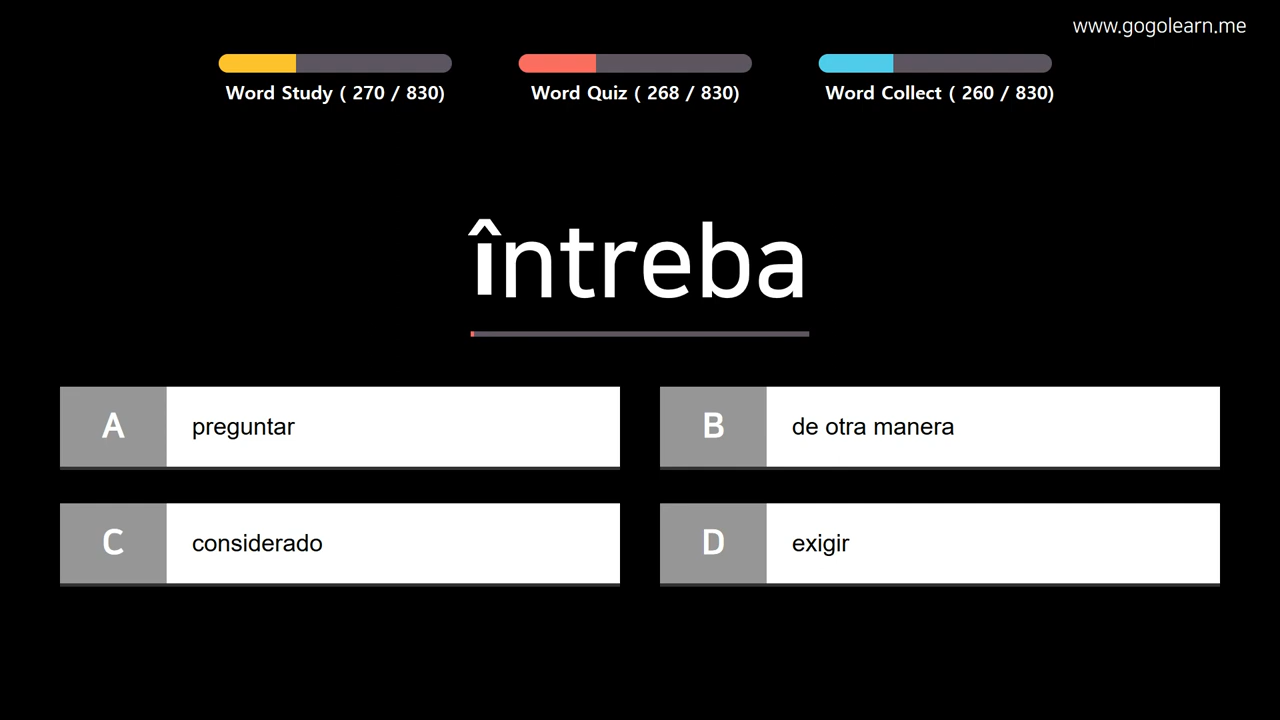 www.gogolearn.me
Word Study ( 270 / 830)
Word Quiz ( 268 / 830)
Word Collect ( 260 / 830)
întreba
A preguntar
B de otra manera
C considerado
D exigir